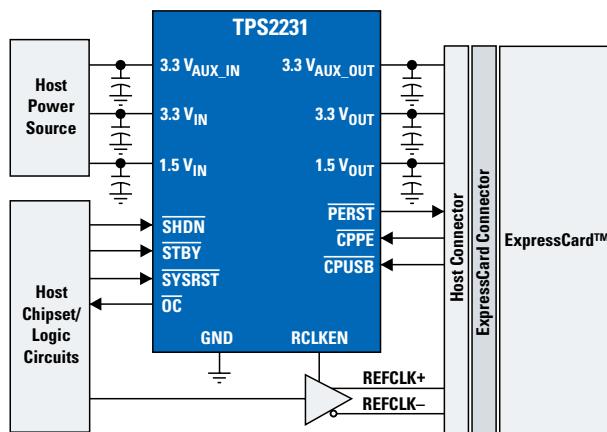 TPS2231
Host
Power
Source
3.3 VAUX_IN
3.3 VAUX_OUT
3.3 VIN
3.3 VOUT
1.5 VIN
1.5 VOUT
Host
Chipset/
Logic
Circuits
SHDN
STBY
SYSRST
OC
PERST
CPPE
CPUSB
GND
RCLKEN
REFCLK+
REFCLK–
Host Connector
ExpressCard Connector
ExpressCard™